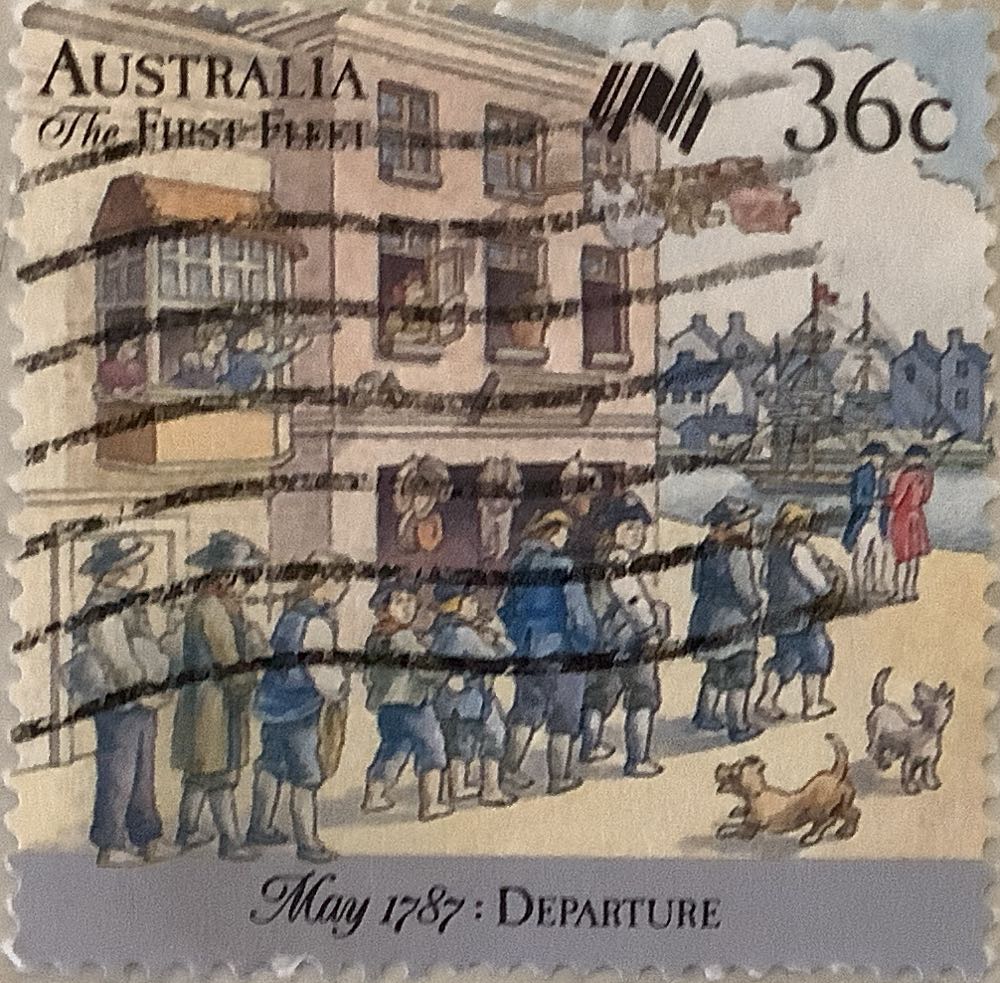 AUSTRALIA
The FIRST FLEET
36c
May 1787: DEPARTURE